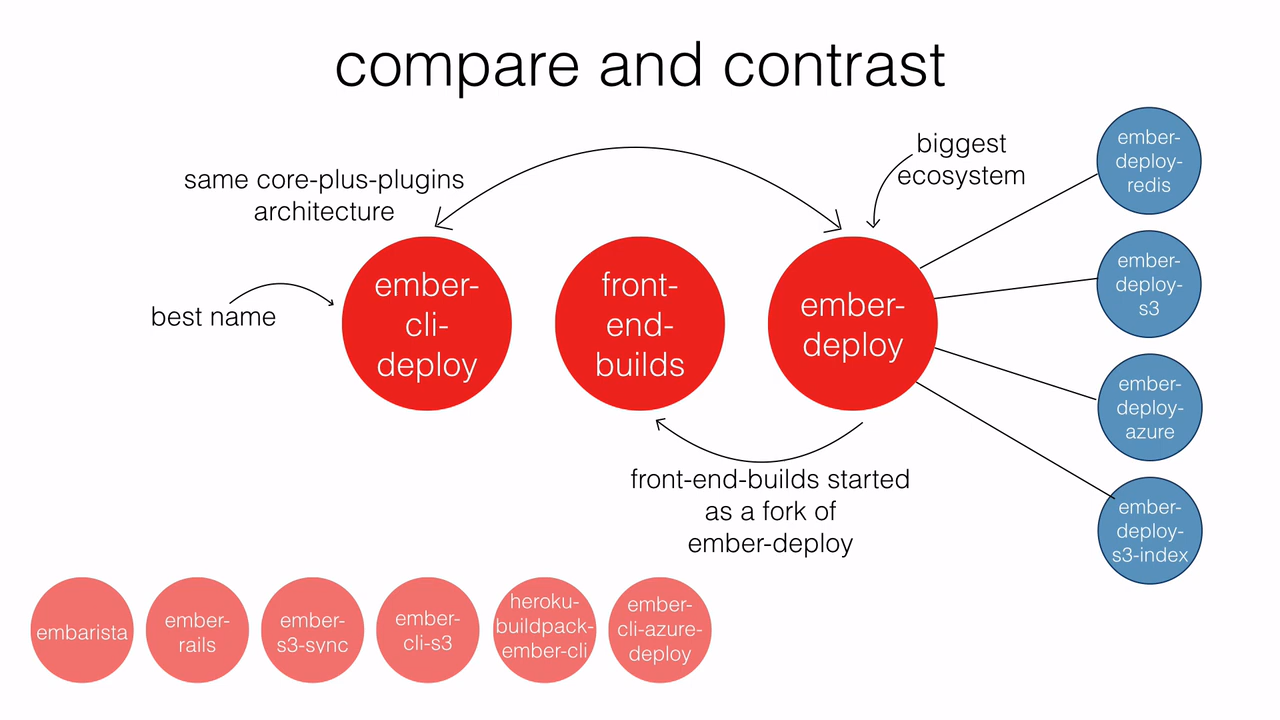 compare and contrast
same core-plus-plugins
architecture
biggest
ecosystem
best name
ember-
cli-
deploy
front-
end-
builds
ember-
deploy
front-end-builds started
as a fork of
ember-deploy
ember-
deploy-
redis
ember-
deploy-
s3
ember-
deploy-
azure
ember-
deploy-
s3-index
embarista
ember-
rails
ember-
s3-sync
ember-
cli-s3
heroku-
buildpack-
ember-cli
ember-
cli-azure-
deploy